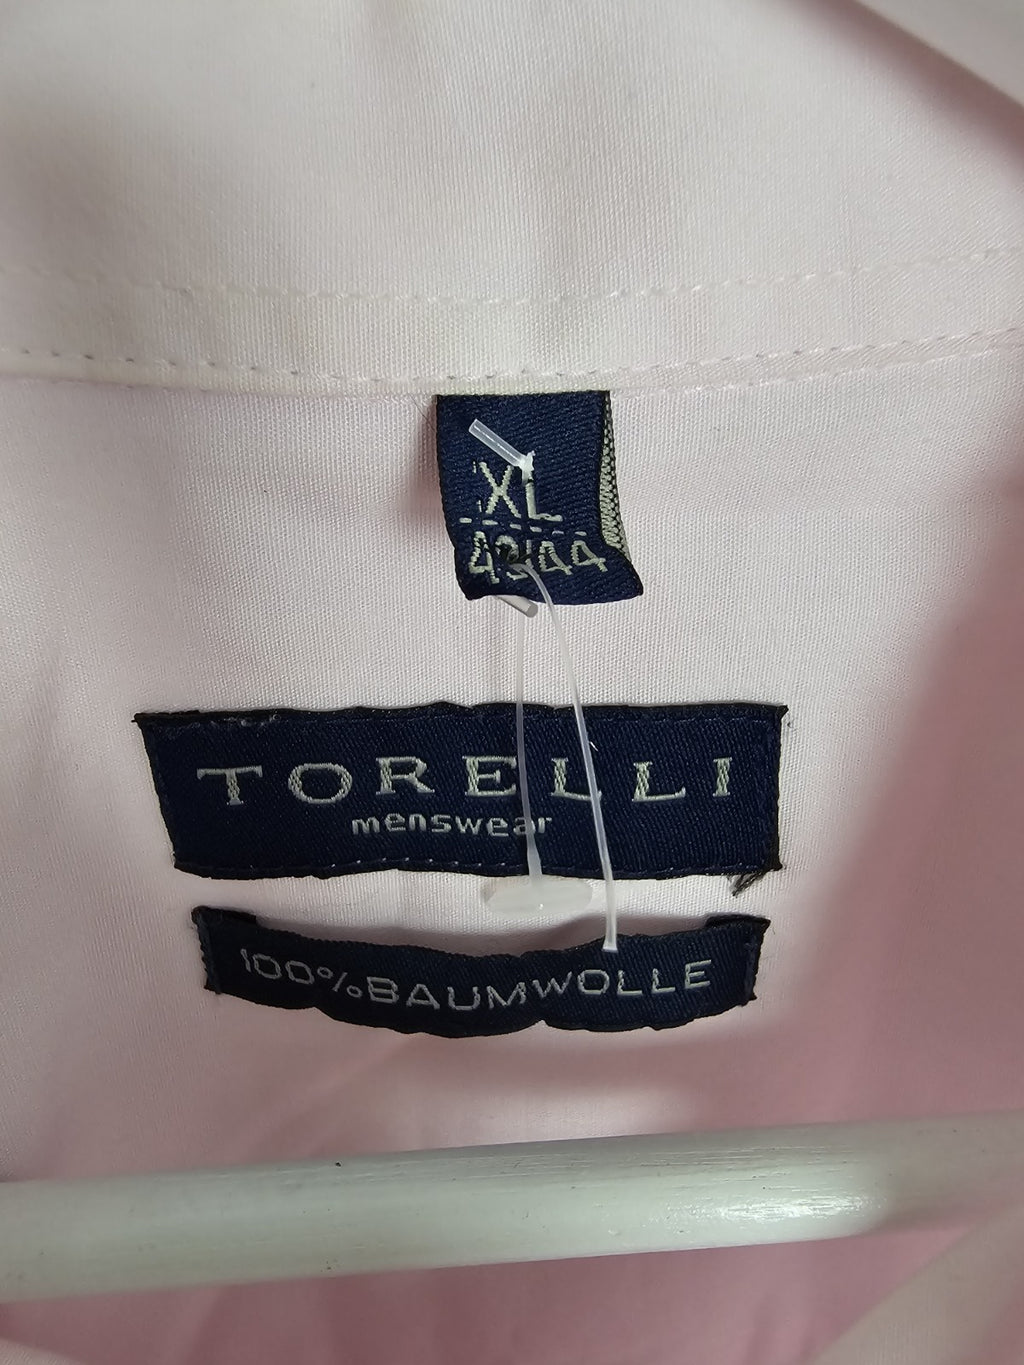 XL
43/44
TORELLI
menswear
100%BAUMWOLLE